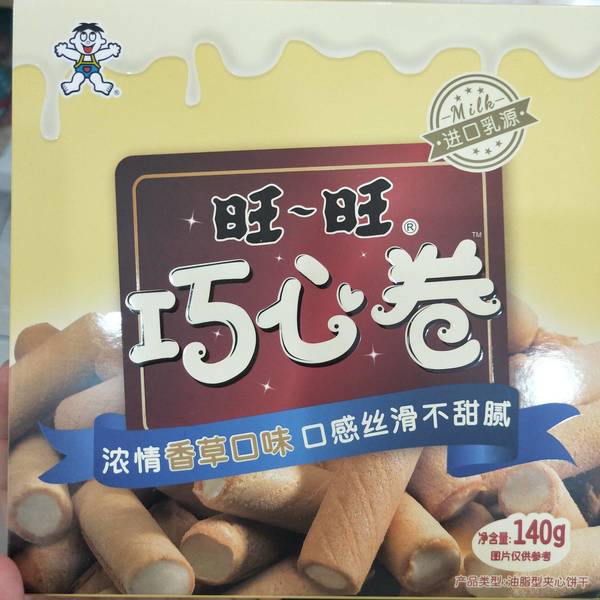 Milk
进口乳源
旺~旺®
巧心卷™
浓情香草口味 口感丝滑不甜腻
净含量:140g
图片仅供参考
产品类型:油脂型夹心饼干